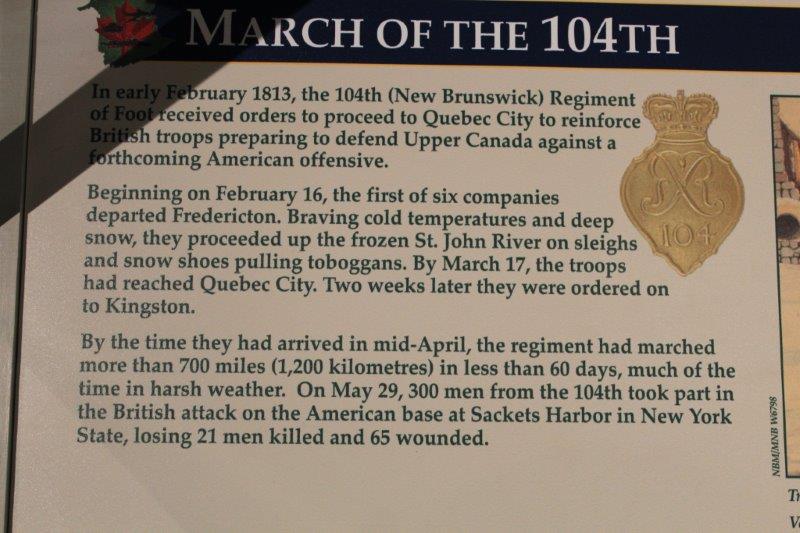 MARCH OF THE 104TH
In early February 1813, the 104th (New Brunswick) Regiment
of Foot received orders to proceed to Quebec City to reinforce
British troops preparing to defend Upper Canada against a
forthcoming American offensive.
Beginning on February 16, the first of six companies
departed Fredericton. Braving cold temperatures and deep
snow, they proceeded up the frozen St. John River on sleighs
and snow shoes pulling toboggans. By March 17, the troops
had reached Quebec City. Two weeks later they were ordered on
to Kingston.
By the time they had arrived in mid-April, the regiment had marched
more than 700 miles (1,200 kilometres) in less than 60 days, much of the
time in harsh weather. On May 29, 300 men from the 104th took part in
the British attack on the American base at Sackets Harbor in New York
State, losing 21 men killed and 65 wounded.
104
NBM/MNB W6798